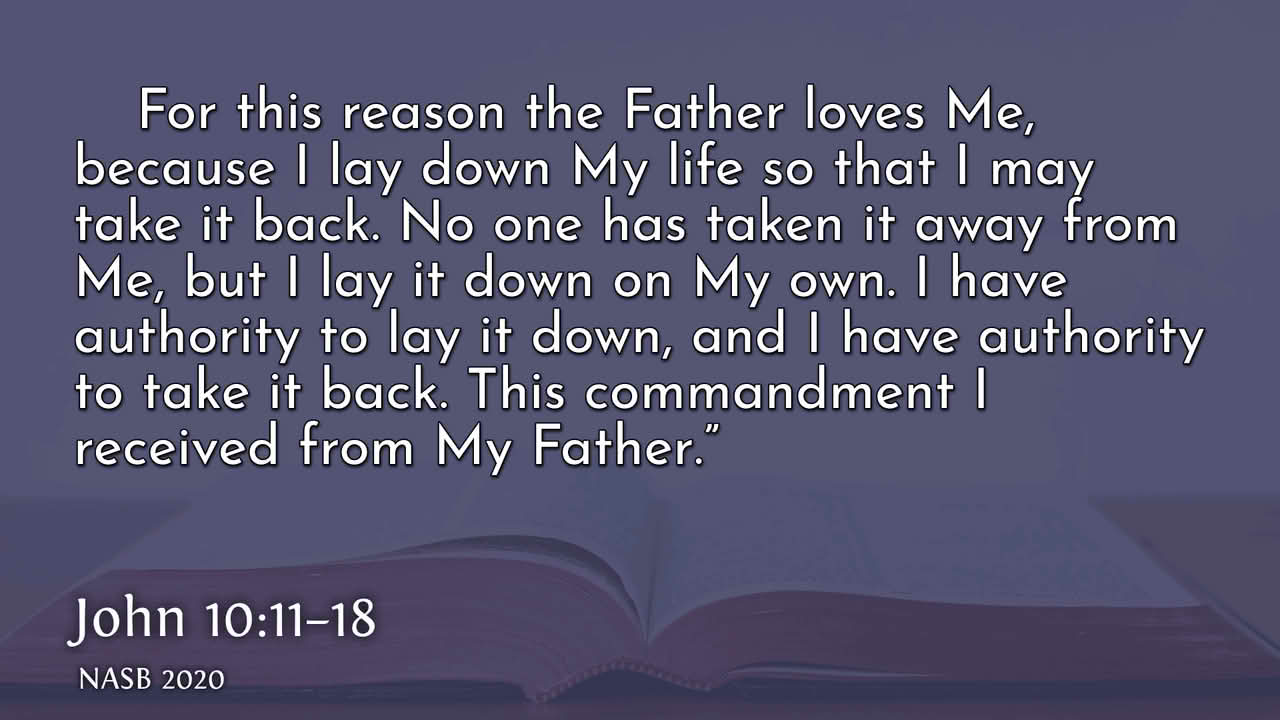 For this reason the Father loves Me,
because I lay down My life so that I may
take it back. No one has taken it away from
Me, but I lay it down on My own. I have
authority to lay it down, and I have authority
to take it back. This commandment I
received from My Father.”
John 10:11–18
NASB 2020